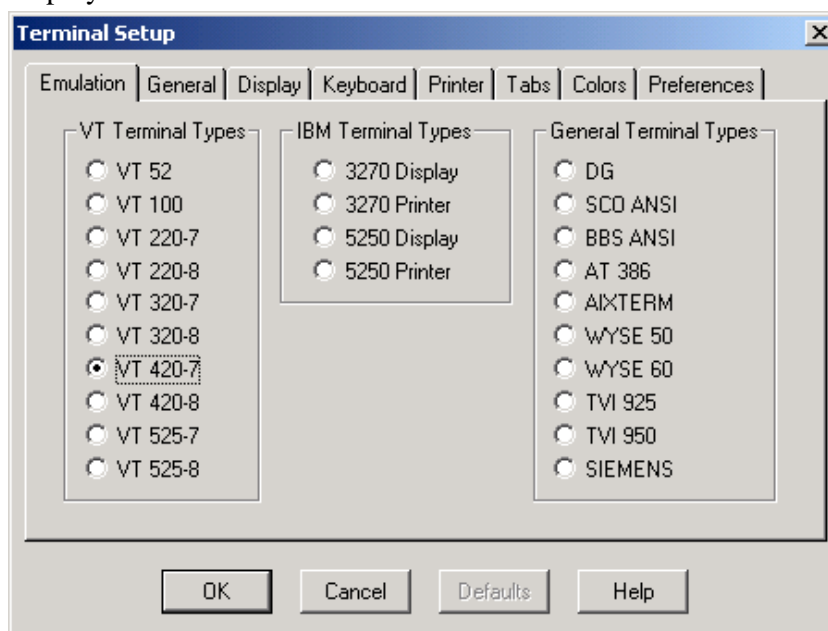 Terminal Setup
Emulation General Display Keyboard Printer Tabs Colors Preferences
VT Terminal Types
VT 52
VT 100
VT 220-7
VT 220-8
VT 320-7
VT 320-8
VT 420-7
VT 420-8
VT 525-7
VT 525-8
IBM Terminal Types
3270 Display
3270 Printer
5250 Display
5250 Printer
General Terminal Types
DG
SCO ANSI
BBS ANSI
AT 386
AIXTERM
WYSE 50
WYSE 60
TVI 925
TVI 950
SIEMENS
OK Cancel Defaults Help